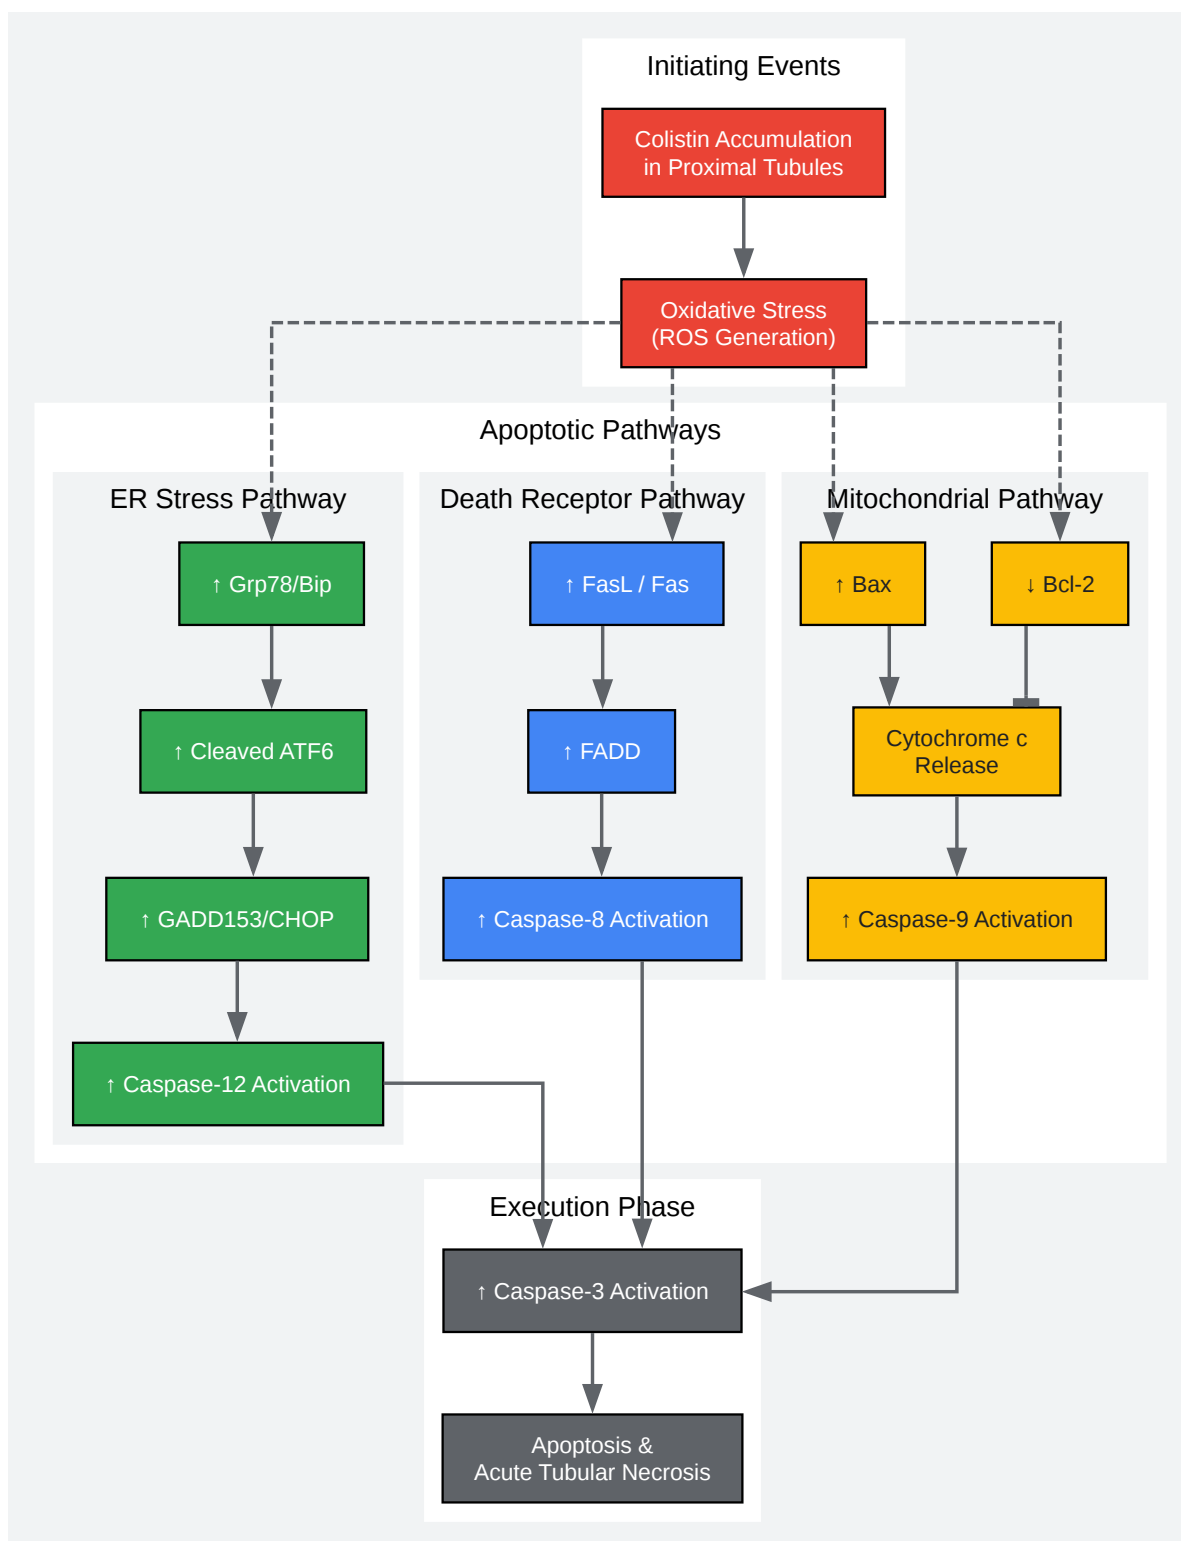 Initiating Events
Colistin Accumulation
in Proximal Tubules
Oxidative Stress
(ROS Generation)
Apoptotic Pathways
ER Stress Pathway
Death Receptor Pathway
Mitochondrial Pathway
↑ Grp78/Bip
↑ FasL / Fas
↑ Bax
↓ Bcl-2
↑ Cleaved ATF6
↑ FADD
Cytochrome c
Release
↑ GADD153/CHOP
↑ Caspase-8 Activation
↑ Caspase-9 Activation
↑ Caspase-12 Activation
Execution Phase
↑ Caspase-3 Activation
Apoptosis &
Acute Tubular Necrosis